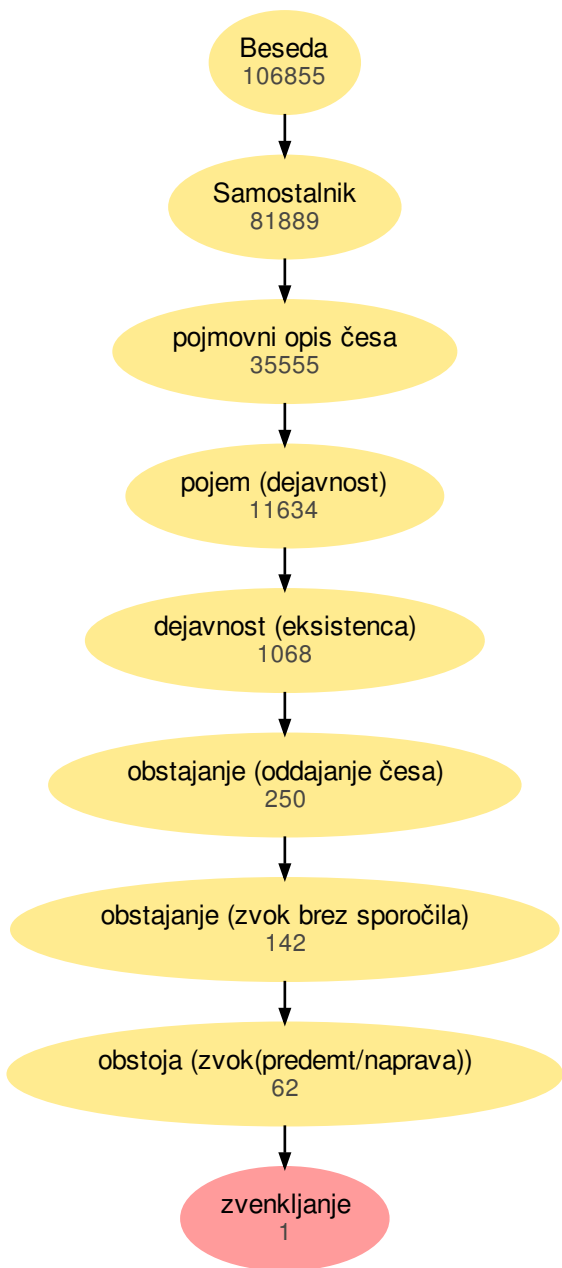 Beseda
106855
Samostalnik
81889
pojmovni opis česa
35555
pojem (dejavnost)
11634
dejavnost (eksistenca)
1068
obstajanje (oddajanje česa)
250
obstajanje (zvok brez sporočila)
142
obstoja (zvok(predemt/naprava))
62
zvenkljanje
1